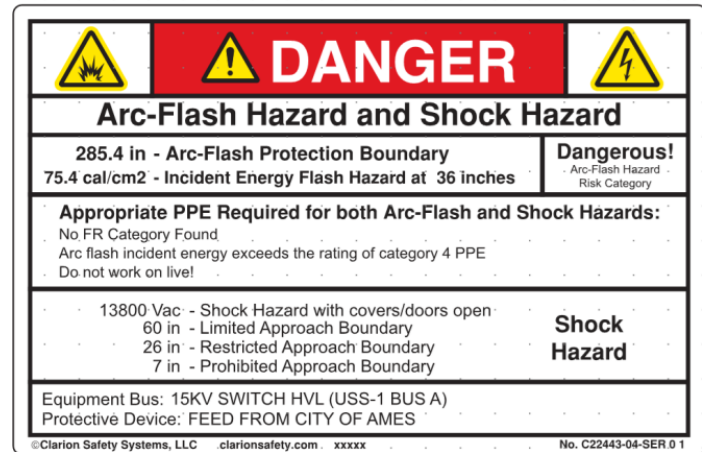 DANGER
Arc-Flash Hazard and Shock Hazard
285.4 in - Arc-Flash Protection Boundary
75.4 cal/cm2 - Incident Energy Flash Hazard at 36 inches
Dangerous!
Arc-Flash Hazard
Risk Category
Appropriate PPE Required for both Arc-Flash and Shock Hazards:
No FR Category Found
Arc flash incident energy exceeds the rating of category 4 PPE
Do not work on live!
13800 Vac - Shock Hazard with covers/doors open
60 in - Limited Approach Boundary
26 in - Restricted Approach Boundary
7 in - Prohibited Approach Boundary
Shock
Hazard
Equipment Bus: 15KV SWITCH HVL (USS-1 BUS A)
Protective Device: FEED FROM CITY OF AMES
©Clarion Safety Systems, LLC clarionsafety.com xxxxx No. C22443-04-SER.0 1